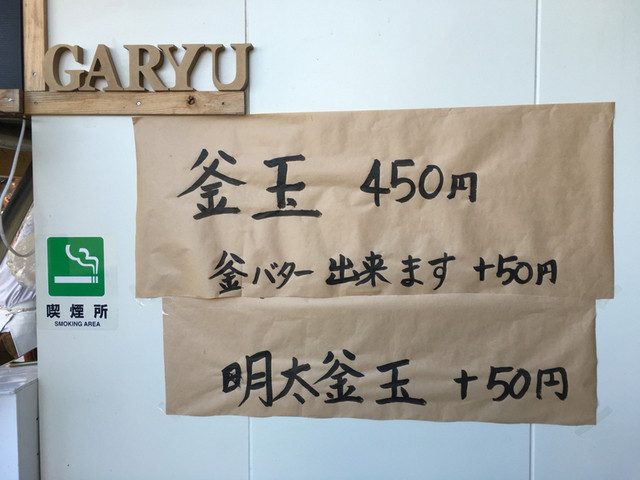 GARYU
釜玉 450円
釜バター出来ます +50円
喫煙所
SMOKING AREA
明太釜玉 +50円